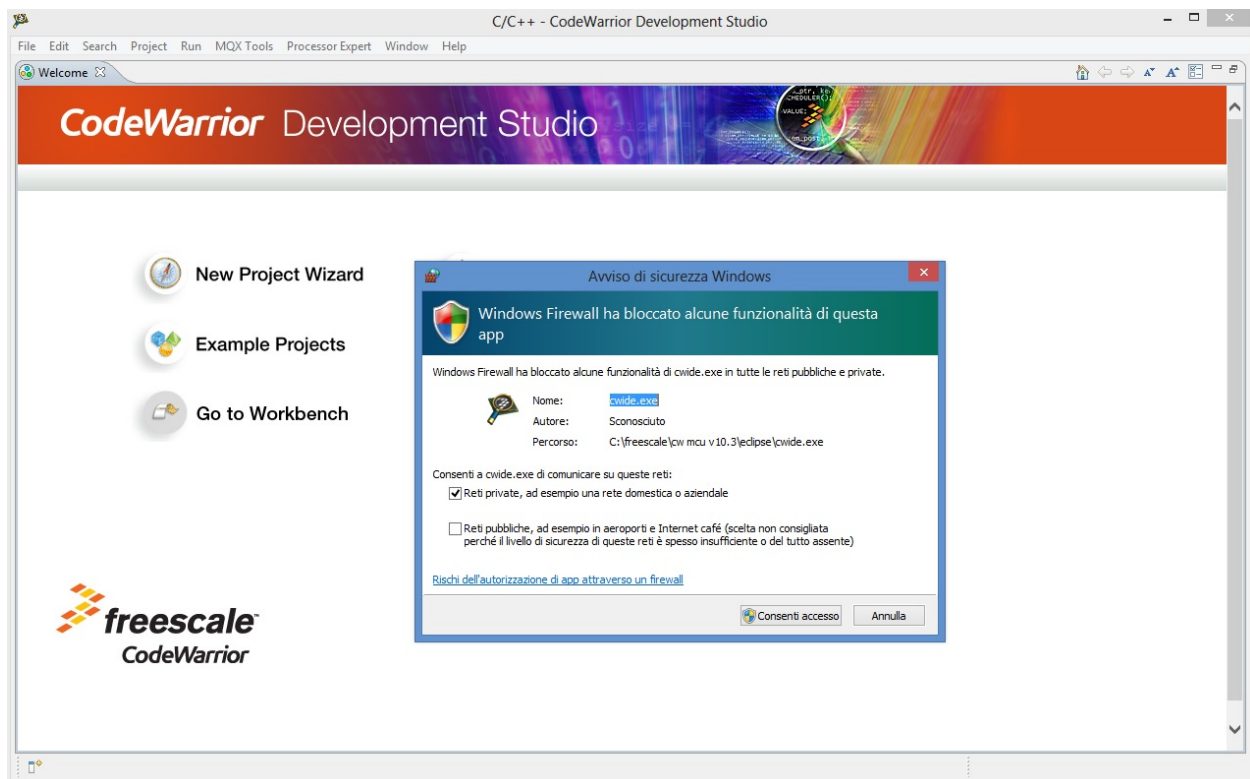 C/C++ - CodeWarrior Development Studio
File Edit Search Project Run MQX Tools Processor Expert Window Help
Welcome
CodeWarrior Development Studio
VALUE:
New Project Wizard
Example Projects
Go to Workbench
Avviso di sicurezza Windows
Windows Firewall ha bloccato alcune funzionalità di questa
app
Windows Firewall ha bloccato alcune funzionalità di cwide.exe in tutte le reti pubbliche e private.
Nome: cwide.exe
Autore: Sconosciuto
Percorso: C:\freescale\cw mcu v10.3\eclipse\cwide.exe
Consenti a cwide.exe di comunicare su queste reti:
Reti private, ad esempio una rete domestica o aziendale
Reti pubbliche, ad esempio in aeroporti e Internet café (scelta non consigliata
perché il livello di sicurezza di queste reti è spesso insufficiente o del tutto assente)
Rischi dell'autorizzazione di app attraverso un firewall
Consenti accesso Annulla
freescale™
CodeWarrior